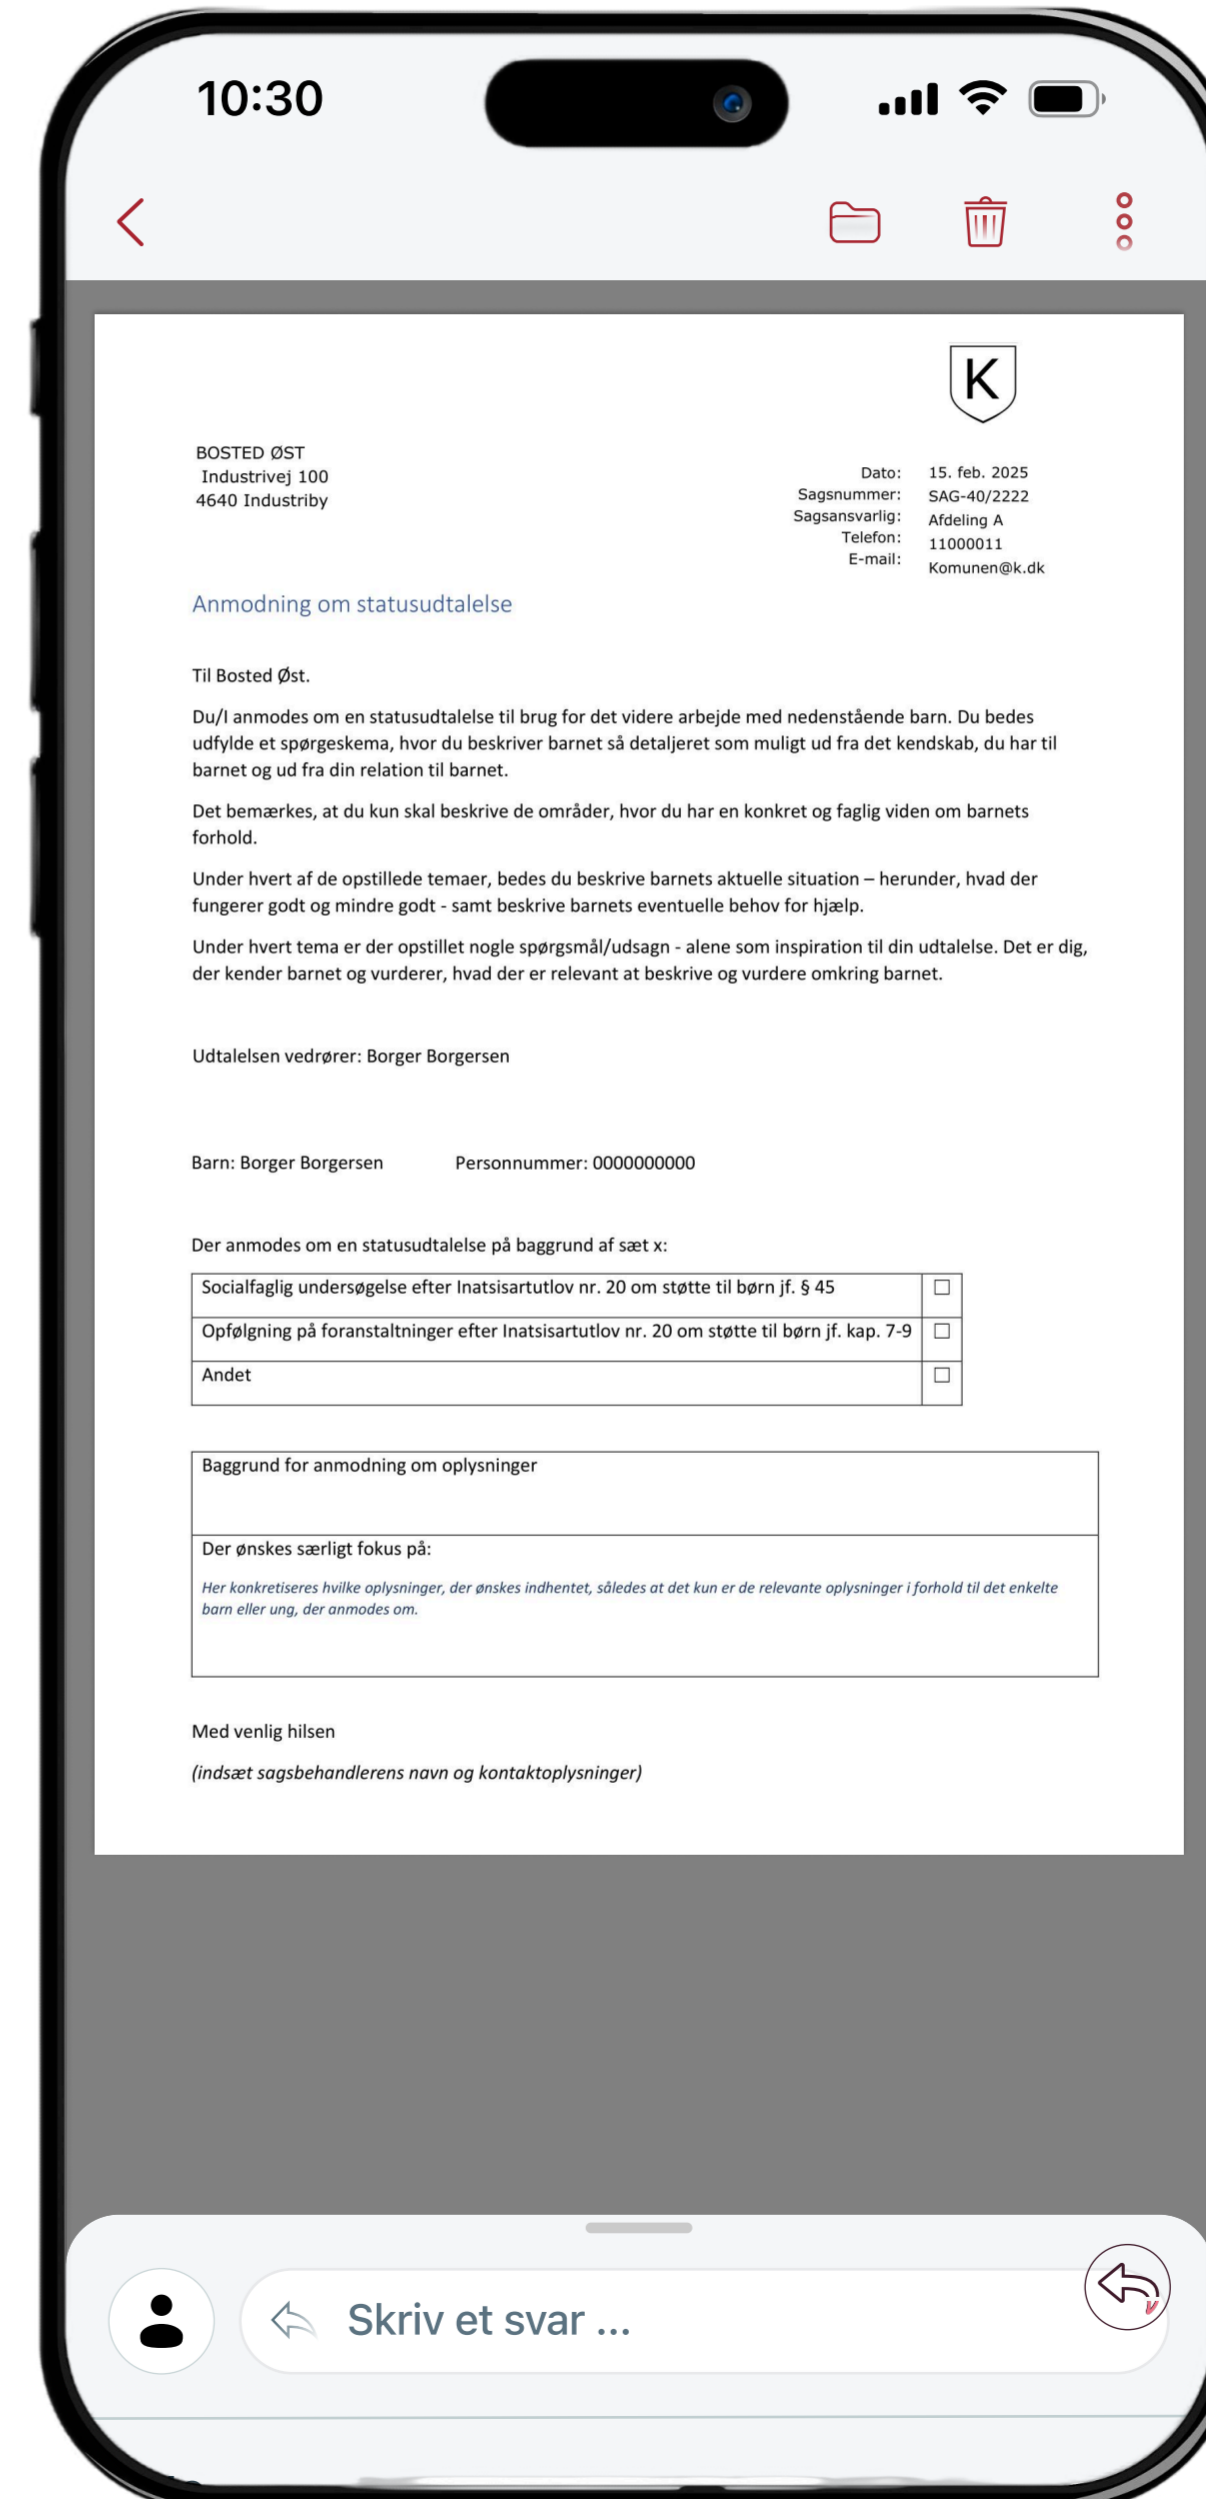 10:30
K
BOSTED ØST
Industrivej 100
4640 Industriby
Dato: 15. feb. 2025
Sagsnummer: SAG-40/2222
Sagsansvarlig: Afdeling A
Telefon: 11000011
E-mail: Komunen@k.dk
Anmodning om statusudtalelse
Til Bosted Øst.
Du/I anmodes om en statusudtalelse til brug for det videre arbejde med nedenstående barn. Du bedes
udfylde et spørgeskema, hvor du beskriver barnet så detaljeret som muligt ud fra det kendskab, du har til
barnet og ud fra din relation til barnet.
Det bemærkes, at du kun skal beskrive de områder, hvor du har en konkret og faglig viden om barnets
forhold.
Under hvert af de opstillede temaer, bedes du beskrive barnets aktuelle situation – herunder, hvad der
fungerer godt og mindre godt - samt beskrive barnets eventuelle behov for hjælp.
Under hvert tema er der opstillet nogle spørgsmål/udsagn - alene som inspiration til din udtalelse. Det er dig,
der kender barnet og vurderer, hvad der er relevant at beskrive og vurdere omkring barnet.
Udtalelsen vedrører: Borger Borgersen
Barn: Borger Borgersen Personnummer: 0000000000
Der anmodes om en statusudtalelse på baggrund af sæt x:
Socialfaglig undersøgelse efter Inatsisartutlov nr. 20 om støtte til børn jf. § 45 ☐
Opfølgning på foranstaltninger efter Inatsisartutlov nr. 20 om støtte til børn jf. kap. 7-9 ☐
Andet ☐
Baggrund for anmodning om oplysninger
Der ønskes særligt fokus på:
Her konkretiseres hvilke oplysninger, der ønskes indhentet, således at det kun er de relevante oplysninger i forhold til det enkelte
barn eller ung, der anmodes om.
Med venlig hilsen
(indsæt sagsbehandlerens navn og kontaktoplysninger)
Skriv et svar ...